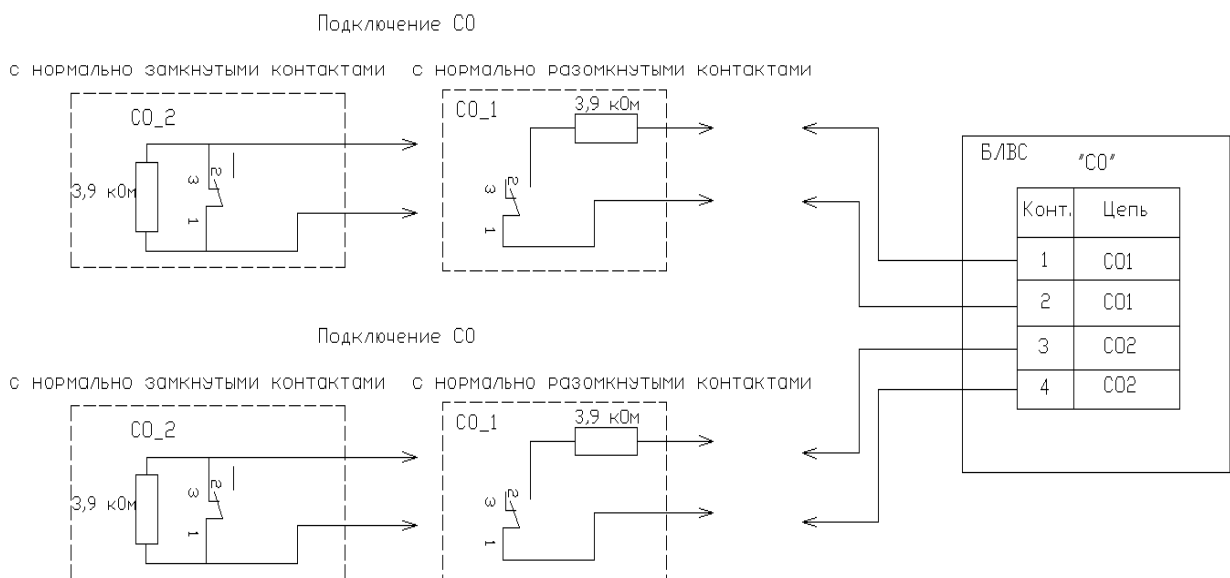 Подключение СО
с нормально замкнутыми контактами
с нормально разомкнутыми контактами
СО_2
3,9 кОм
3
2
1
СО_1
3,9 кОм
3
2
1
Подключение СО
с нормально замкнутыми контактами
с нормально разомкнутыми контактами
СО_2
3,9 кОм
3
2
1
СО_1
3,9 кОм
3
2
1
БЛВС
"СО"
Конт. Цепь
1 СО1
2 СО1
3 СО2
4 СО2